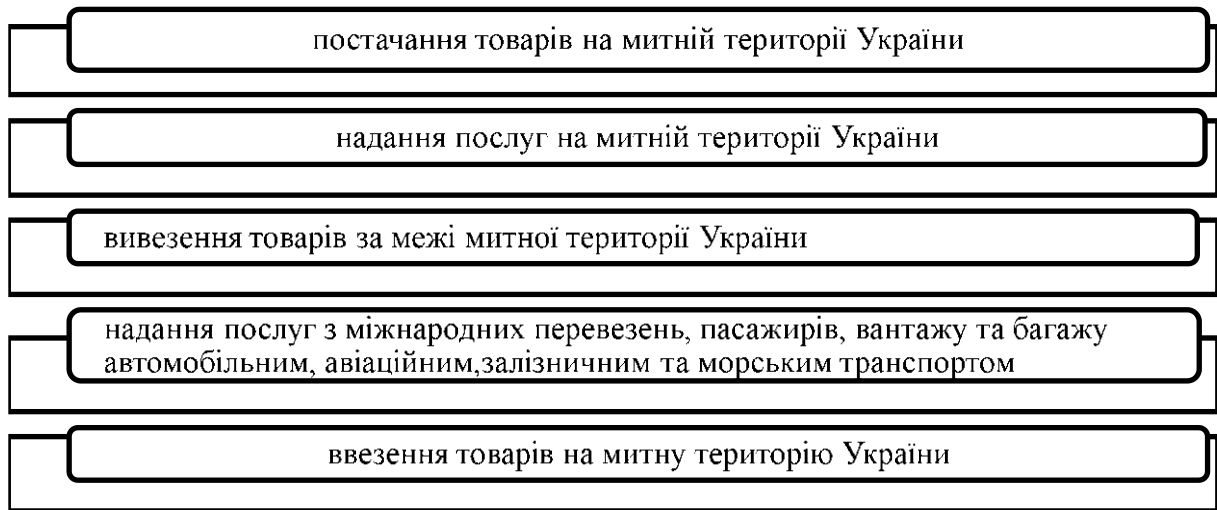 постачання товарів на митній території України
надання послуг на митній території України
вивезення товарів за межі митної території України
надання послуг з міжнародних перевезень, пасажирів, вантажу та багажу
автомобільним, авіаційним,залізничним та морським транспортом
ввезення товарів на митну територію України